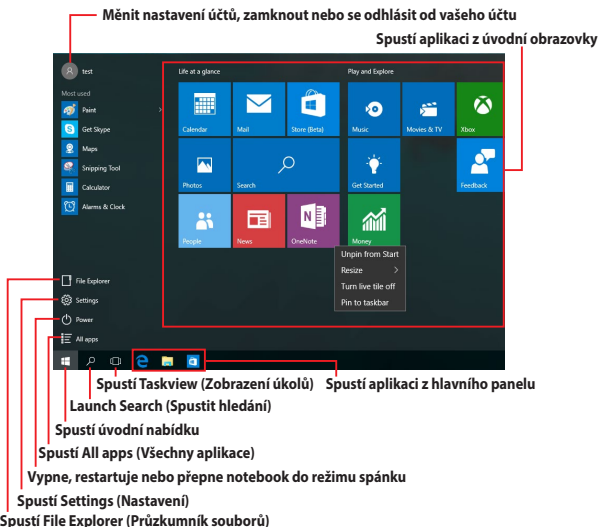 Měnit nastavení účtů, zamknout nebo se odhlásit od vašeho účtu
Spustí aplikaci z úvodní obrazovky
test
Most used
Paint
Get Skype
Maps
Snipping Tool
Calculator
Alarms & Clock
File Explorer
Settings
Power
All apps
Life at a glance
Play and Explore
Calendar
Mail
Store (Beta)
Music
Movies & TV
Xbox
Photos
Search
Get Started
Feedback
People
News
OneNote
Money
Unpin from Start
Resize
Turn live tile off
Pin to taskbar
Spustí Taskview (Zobrazení úkolů)
Spustí aplikaci z hlavního panelu
Launch Search (Spustit hledání)
Spustí úvodní nabídku
Spustí All apps (Všechny aplikace)
Vypne, restartuje nebo přepne notebook do režimu spánku
Spustí Settings (Nastavení)
Spustí File Explorer (Průzkumník souborů)